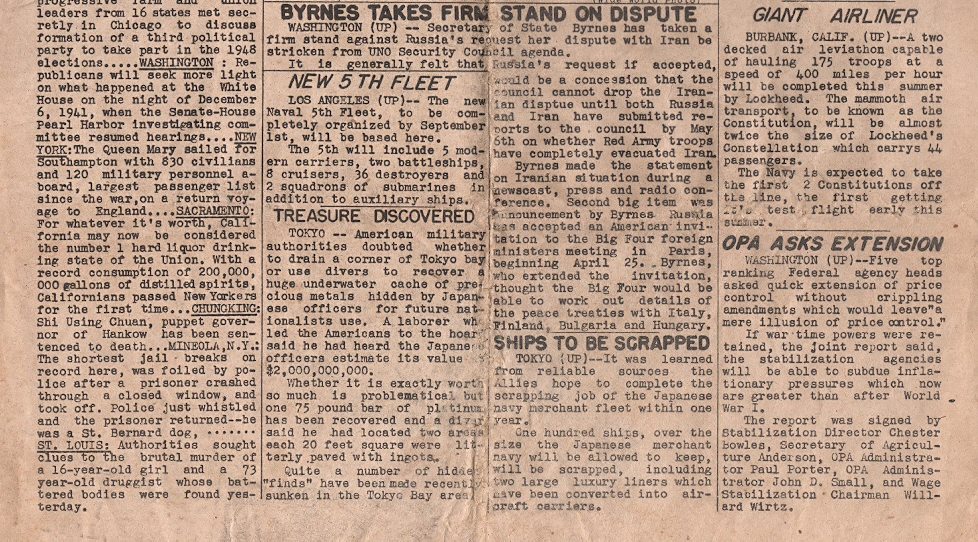 progressive farm and union
leaders from 16 states met sec-
retly in Chicago to discuss
formation of a third political
party to take part in the 1948
elections.....WASHINGTON : Re-
publicans will seek more light
on what happened at the White
House on the night of December
6, 1941, when the Senate-House
Pearl Harbor investigating com-
mittee resumed hearings....NEW
YORK:The Queen Mary sailed for
Southampton with 830 civilians
and 120 military personnel a-
board, largest passenger list
since the war,on a return voy-
age to England....SACRAMENTO:
For whatever it's worth, Cali-
fornia may now be considered
the number 1 hard liquor drink-
ing state of the Union. With a
record consumption of 200,000,
000 gallons of distilled spirits,
Californians passed New Yorkers
for the first time...CHUNGKING:
Shi Using Chuan, puppet gover-
nor of Hankow has been sen-
tenced to death...MINEOLA,N.Y.:
The shortest jail breaks on
record here, was foiled by po-
lice after a prisoner crashed
through a closed window, and
took off. Police just whistled
and the prisoner returned--he
was a St. Bernard dog, ········
ST. LOUIS: Authorities sought
clues to the brutal murder of
a 16-year-old girl and a 73
year-old druggist whose bat-
tered bodies were found yes-
terday.
(Wide World Photo)
BYRNES TAKES FIRM STAND ON DISPUTE
WASHINGTON (UP) -- Secretary of State Byrnes has taken a
firm stand against Russia's request her dispute with Iran be
stricken from UNO Security Council agenda.
It is generally felt that Russia's request if accepted,
would be a concession that the
council cannot drop the Iran-
ian disptue until both Russia
and Iran have submitted re-
ports to the council by May
6th on whether Red Army troops
have completely evacuated Iran.
Byrnes made the statement
on Iranian situation during a
newscast, press and radio con-
ference. Second big item was
announcement by Byrnes Russia
has accepted an American invi-
tation to the Big Four foreign
ministers meeting in Paris,
beginning April 25. Byrnes,
who extended the invitation,
thought the Big Four would be
able to work out details of
the peace treaties with Italy,
Finland, Bulgaria and Hungary.
NEW 5TH FLEET
LOS ANGELES (UP)-- The new
Naval 5th Fleet, to be com-
pletely organized by September
1st, will be based here.
The 5th will include 5 mod-
ern carriers, two battleships,
8 cruisers, 36 destroyers and
2 squadrons of submarines in
addition to auxiliary ships.
TREASURE DISCOVERED
TOKYO -- American military
authorities doubted whether
to drain a corner of Tokyo bay
or use divers to recover a
huge underwater cache of pre-
cious metals hidden by Japan-
ese officers for future nat-
ionalists use. A laborer who
led the Americans to the hoard
said he had heard the Japanese
officers estimate its value
$2,000,000,000.
Whether it is exactly worth
so much is problematical but
one 75 pound bar of platinum
has been recovered and a diver
said he had located two areas
each 20 feet square were lit-
terly paved with ingots.
Quite a number of hidden
"finds" have been made recently
sunken in the Tokyo Bay area
SHIPS TO BE SCRAPPED
TOKYO (UP)--It was learned
from reliable sources the
Allies hope to complete the
scrapping job of the Japanese
navy merchant fleet within one
year.
One hundred ships, over the
size the Japanese merchant
navy will be allowed to keep,
will be scrapped, including
two large luxury liners which
have been converted into air-
craft carriers.
GIANT AIRLINER
BURBANK, CALIF. (UP)--A two
decked air leviathon capable
of hauling 175 troops at a
speed of 400 miles per hour
will be completed this summer
by Lockheed. The mammoth air
transport, to be known as the
Constitution, will be almost
twice the size of Lockheed's
Constellation which carrys 44
passengers.
The Navy is expected to take
the first 2 Constitutions off
the line, the first getting
it's test flight early this
summer.
OPA ASKS EXTENSION
WASHINGTON (UP)--Five top
ranking Federal agency heads
asked quick extension of price
control without crippling
amendments which would leave"a
mere illusion of price control."
If war time powers were re-
tained, the joint report said,
the stabilization agencies
will be able to subdue infla-
tionary pressures which now
are greater than after World
War I.
The report was signed by
Stabilization Director Chester
Bowles, Secretary of Agricul-
ture Anderson, OPA Administra-
tor Paul Porter, OPA Adminis-
trator John D. Small, and Wage
Stabilization Chairman Will-
ard Wirtz.